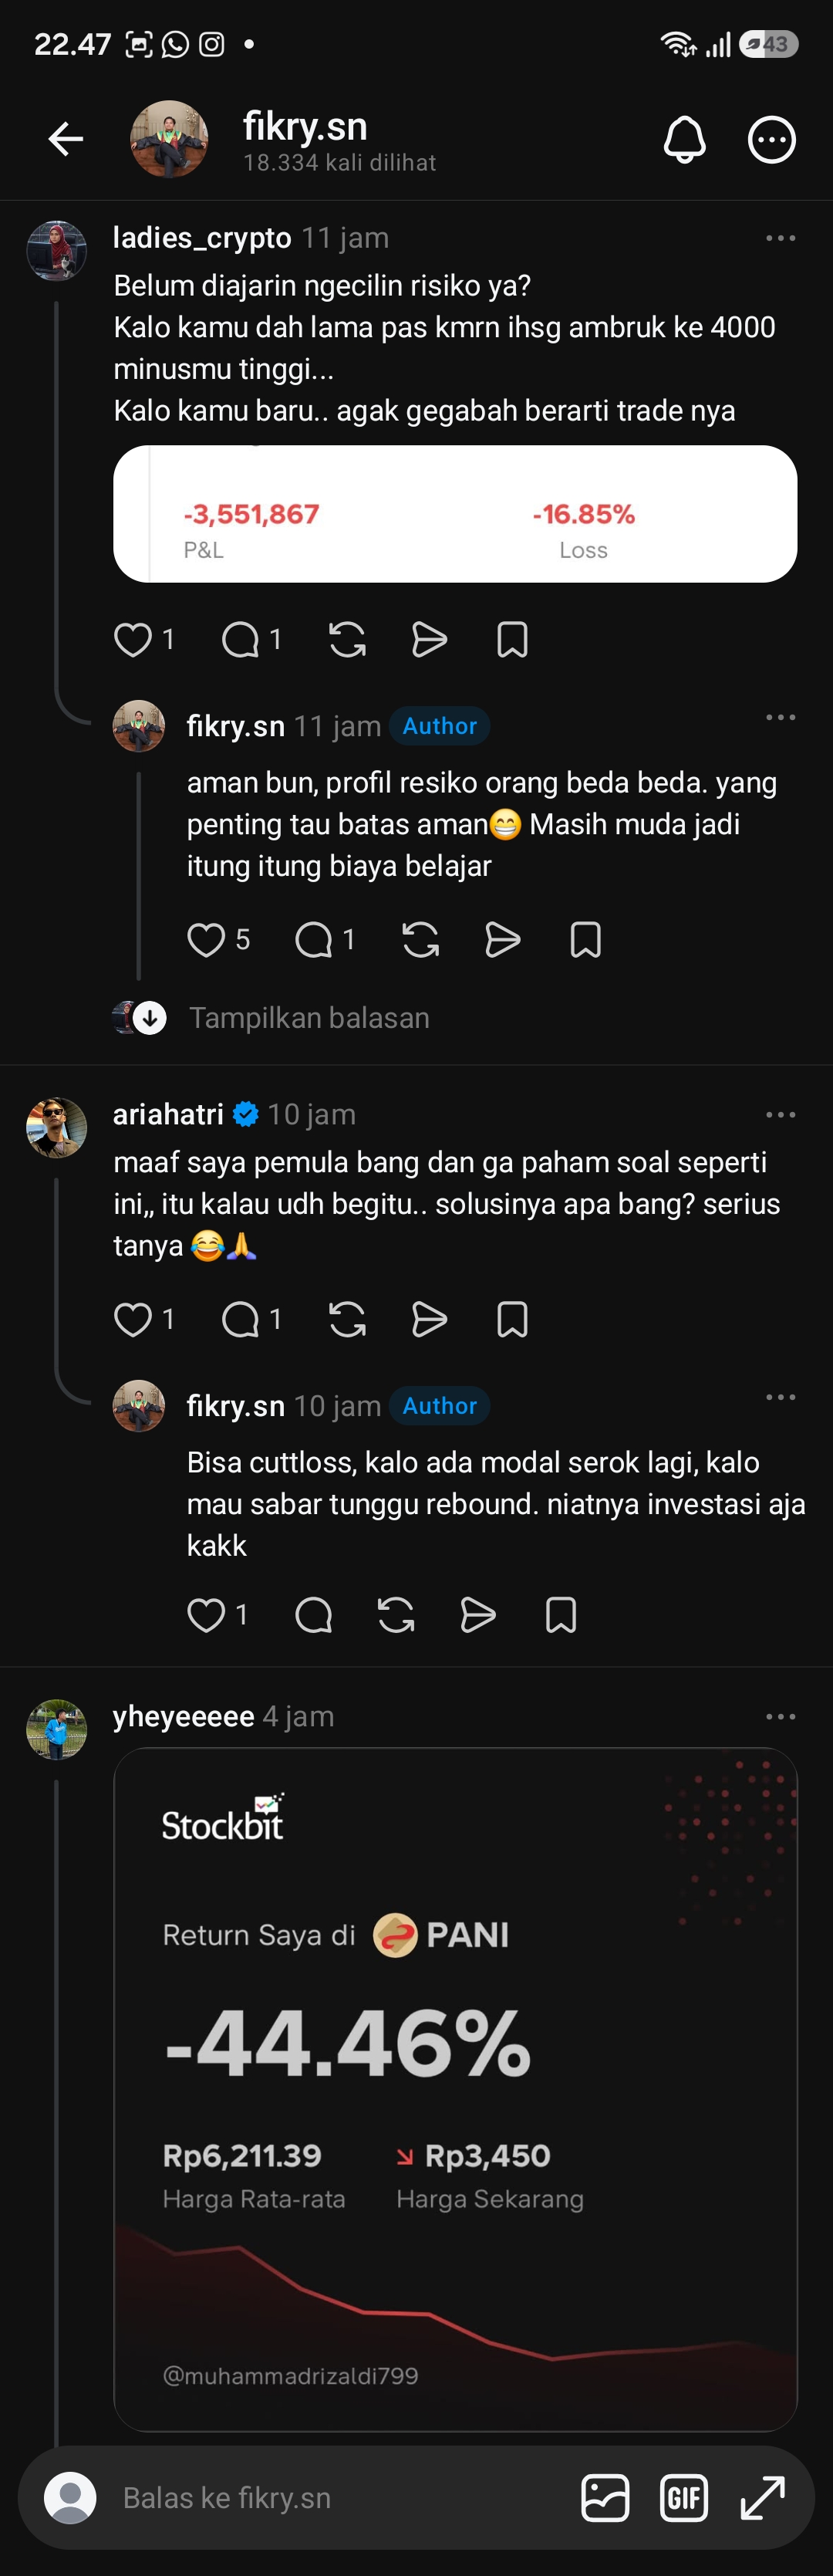 22.47
43
fikry.sn
18.334 kali dilihat
ladies_crypto 11 jam
Belum diajarin ngecilin risiko ya?
Kalo kamu dah lama pas kmrn ihsg ambruk ke 4000
minusmu tinggi...
Kalo kamu baru.. agak gegabah berarti trade nya
-3,551,867 -16.85%
P&L Loss
1 1
fikry.sn 11 jam Author
aman bun, profil resiko orang beda beda. yang
penting tau batas aman😁 Masih muda jadi
itung itung biaya belajar
5 1
Tampilkan balasan
ariahatri 10 jam
maaf saya pemula bang dan ga paham soal seperti
ini,, itu kalau udh begitu.. solusinya apa bang? serius
tanya 😂🙏
1 1
fikry.sn 10 jam Author
Bisa cuttloss, kalo ada modal serok lagi, kalo
mau sabar tunggu rebound. niatnya investasi aja
kakk
1
yheyeeeee 4 jam
Stockbit
Return Saya di PANI
-44.46%
Rp6,211.39 Rp3,450
Harga Rata-rata Harga Sekarang
@muhammadrizaldi799
Balas ke fikry.sn
GIF